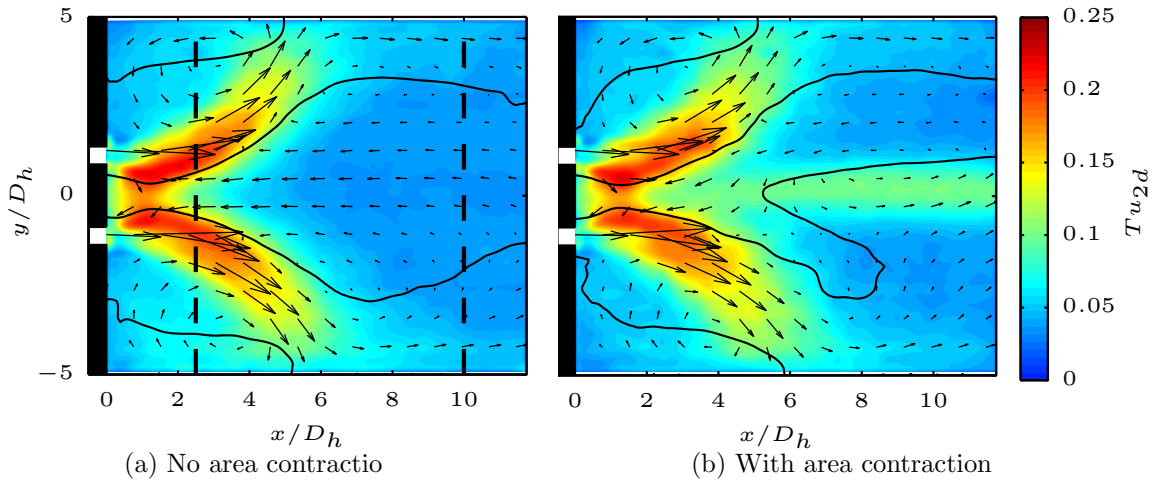 5
0
−5
y/D_h
0 2 4 6 8 10
x/D_h
(a) No area contractio
0 2 4 6 8 10
x/D_h
(b) With area contraction
0.25
0.2
0.15
0.1
0.05
0
Tu_2d